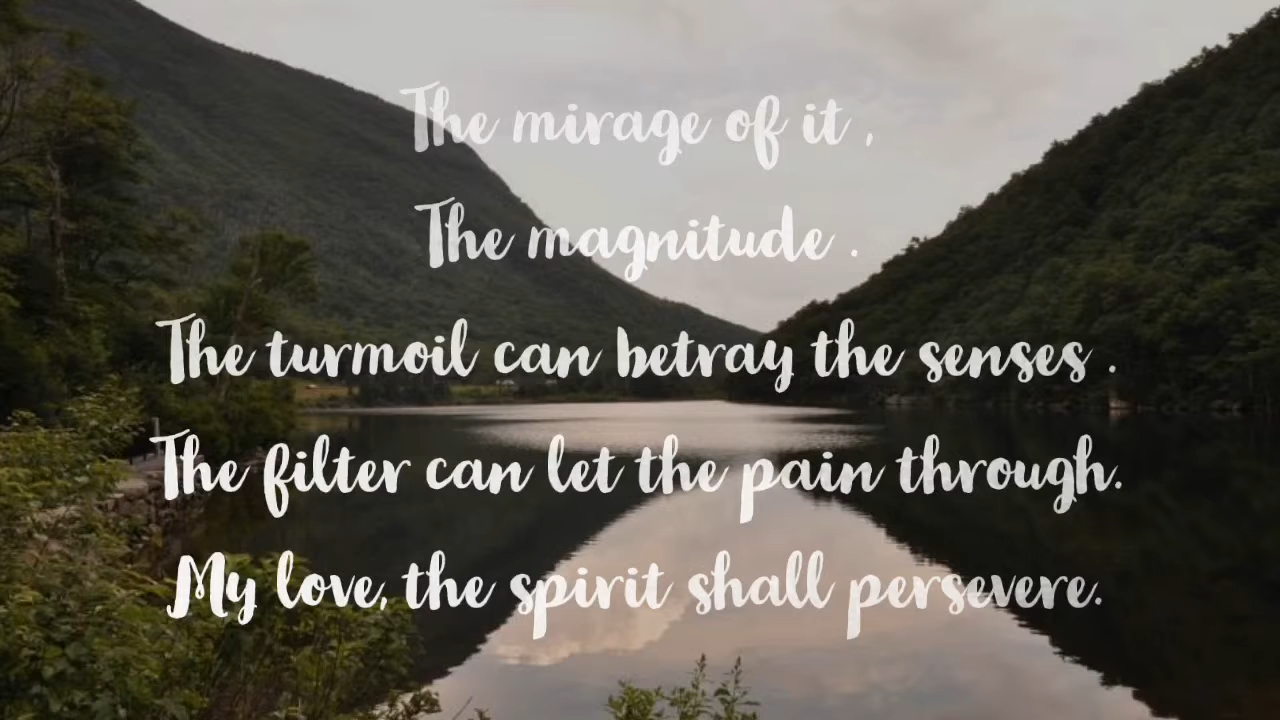 The mirage of it ,
The magnitude .
The turmoil can betray the senses .
The filter can let the pain through.
My love, the spirit shall persevere.